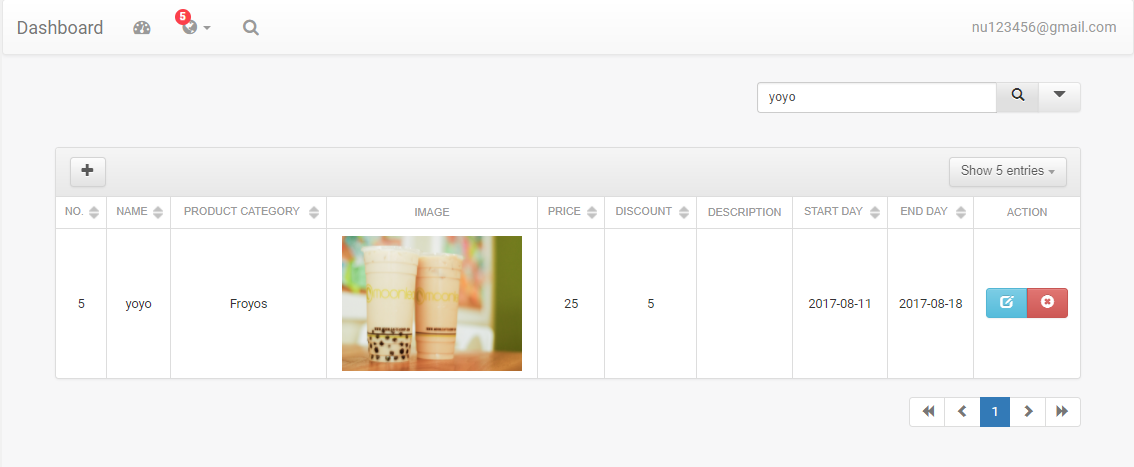 Dashboard 5 nu123456@gmail.com
yoyo
Show 5 entries
NO. NAME PRODUCT CATEGORY IMAGE PRICE DISCOUNT DESCRIPTION START DAY END DAY ACTION
5 yoyo Froyos 25 5 2017-08-11 2017-08-18
1